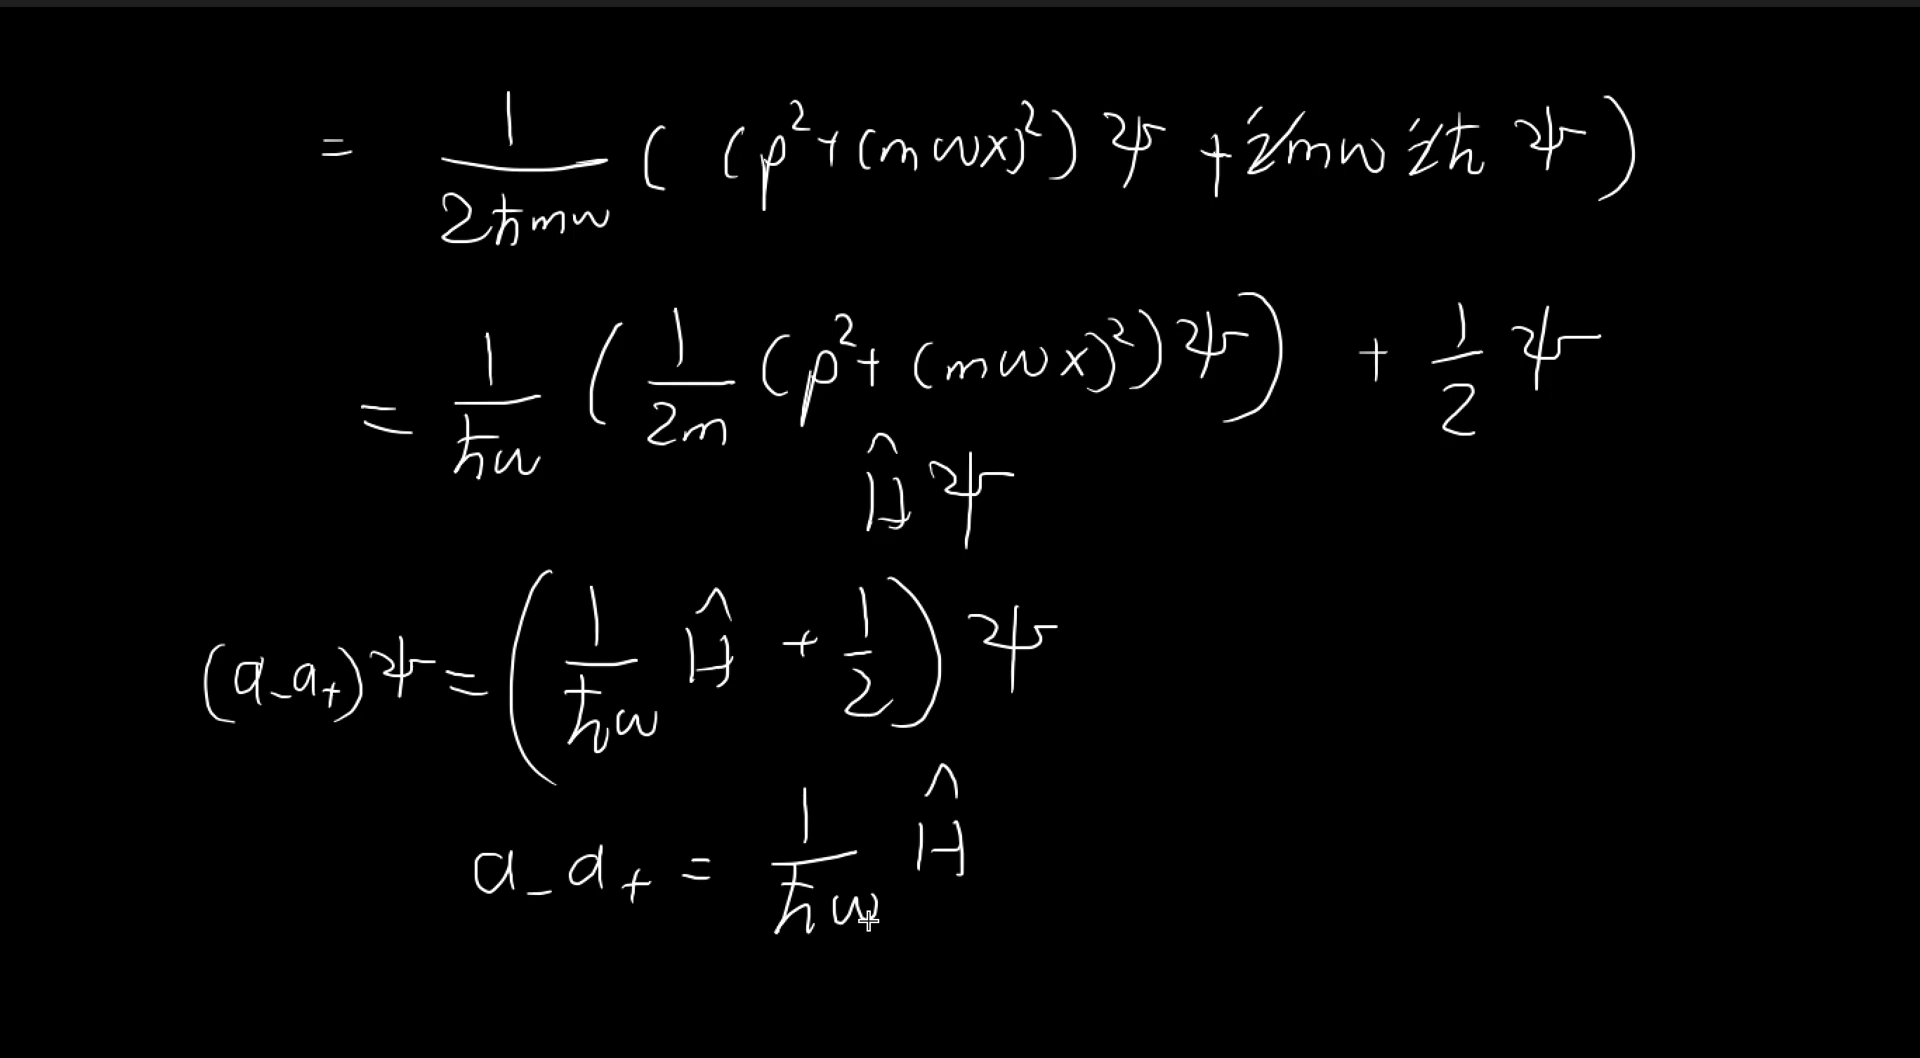 = 1/2ħmω ( (p²+(mωx)²) ψ + i mω iħ ψ )
= 1/ħω ( 1/2m (p²+ (mωx)²) ψ ) + 1/2 ψ
Ĥ ψ
(a₋a₊) ψ = ( 1/ħω Ĥ + 1/2 ) ψ
a₋ a₊ = 1/ħω Ĥ